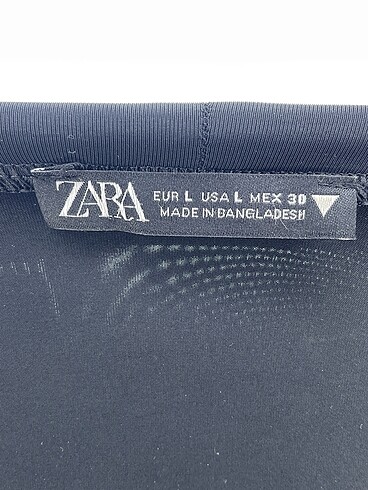 ZARA
EUR L USA L MEX 30
MADE IN BANGLADESH